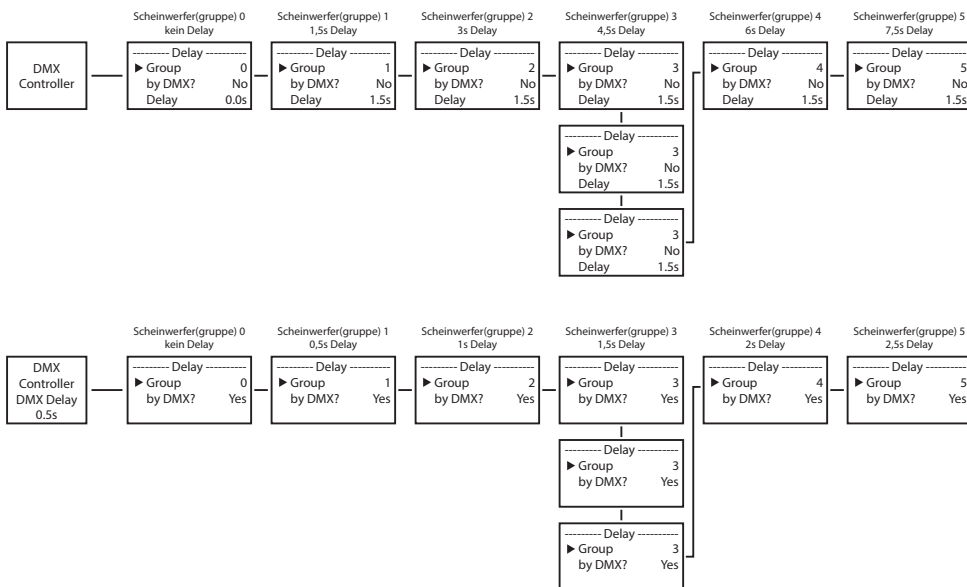 Scheinwerfer(gruppe) 0
kein Delay
Scheinwerfer(gruppe) 1
1,5s Delay
Scheinwerfer(gruppe) 2
3s Delay
Scheinwerfer(gruppe) 3
4,5s Delay
Scheinwerfer(gruppe) 4
6s Delay
Scheinwerfer(gruppe) 5
7,5s Delay
DMX
Controller
--------- Delay ----------
▶ Group 0
by DMX? No
Delay 0.0s
--------- Delay ----------
▶ Group 1
by DMX? No
Delay 1.5s
--------- Delay ----------
▶ Group 2
by DMX? No
Delay 1.5s
--------- Delay ----------
▶ Group 3
by DMX? No
Delay 1.5s
--------- Delay ----------
▶ Group 4
by DMX? No
Delay 1.5s
--------- Delay ----------
▶ Group 5
by DMX? No
Delay 1.5s
--------- Delay ----------
▶ Group 3
by DMX? No
Delay 1.5s
--------- Delay ----------
▶ Group 3
by DMX? No
Delay 1.5s
Scheinwerfer(gruppe) 0
kein Delay
Scheinwerfer(gruppe) 1
0,5s Delay
Scheinwerfer(gruppe) 2
1s Delay
Scheinwerfer(gruppe) 3
1,5s Delay
Scheinwerfer(gruppe) 4
2s Delay
Scheinwerfer(gruppe) 5
2,5s Delay
DMX
Controller
DMX Delay
0.5s
--------- Delay ----------
▶ Group 0
by DMX? Yes
--------- Delay ----------
▶ Group 1
by DMX? Yes
--------- Delay ----------
▶ Group 2
by DMX? Yes
--------- Delay ----------
▶ Group 3
by DMX? Yes
--------- Delay ----------
▶ Group 4
by DMX? Yes
--------- Delay ----------
▶ Group 5
by DMX? Yes
--------- Delay ----------
▶ Group 3
by DMX? Yes
--------- Delay ----------
▶ Group 3
by DMX? Yes